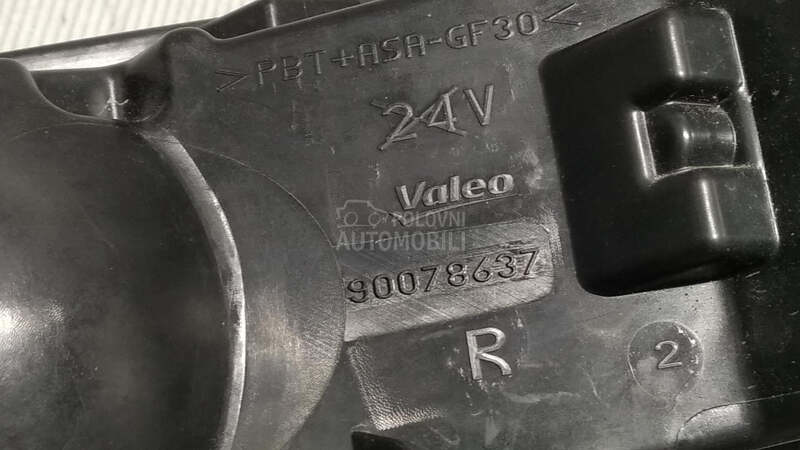 >PBT+ASA-GF30<
24V
Valeo
POLOVNI
AUTOMOBILI
90078637
R
2